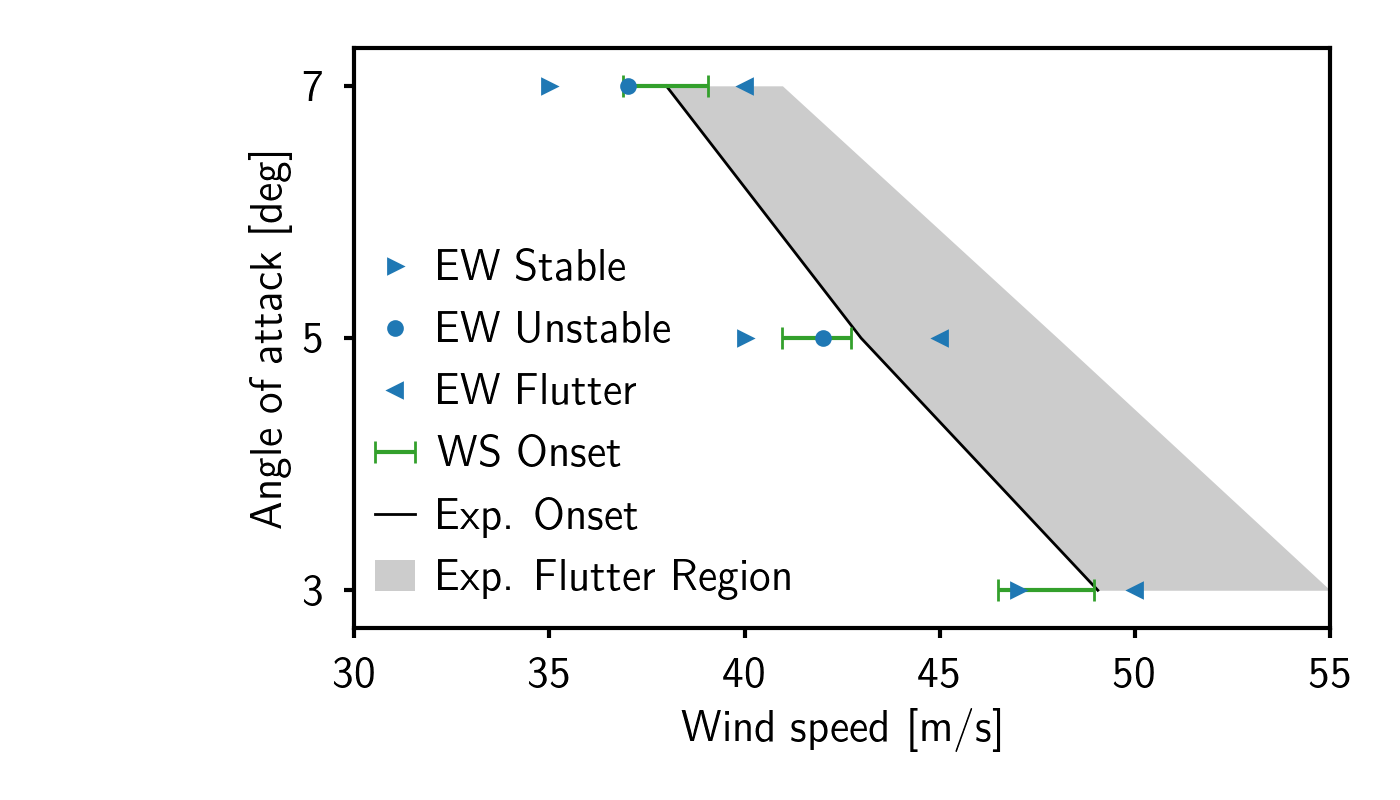 7
5
3
Angle of attack [deg]
EW Stable
EW Unstable
EW Flutter
WS Onset
Exp. Onset
Exp. Flutter Region
30 35 40 45 50 55
Wind speed [m/s]